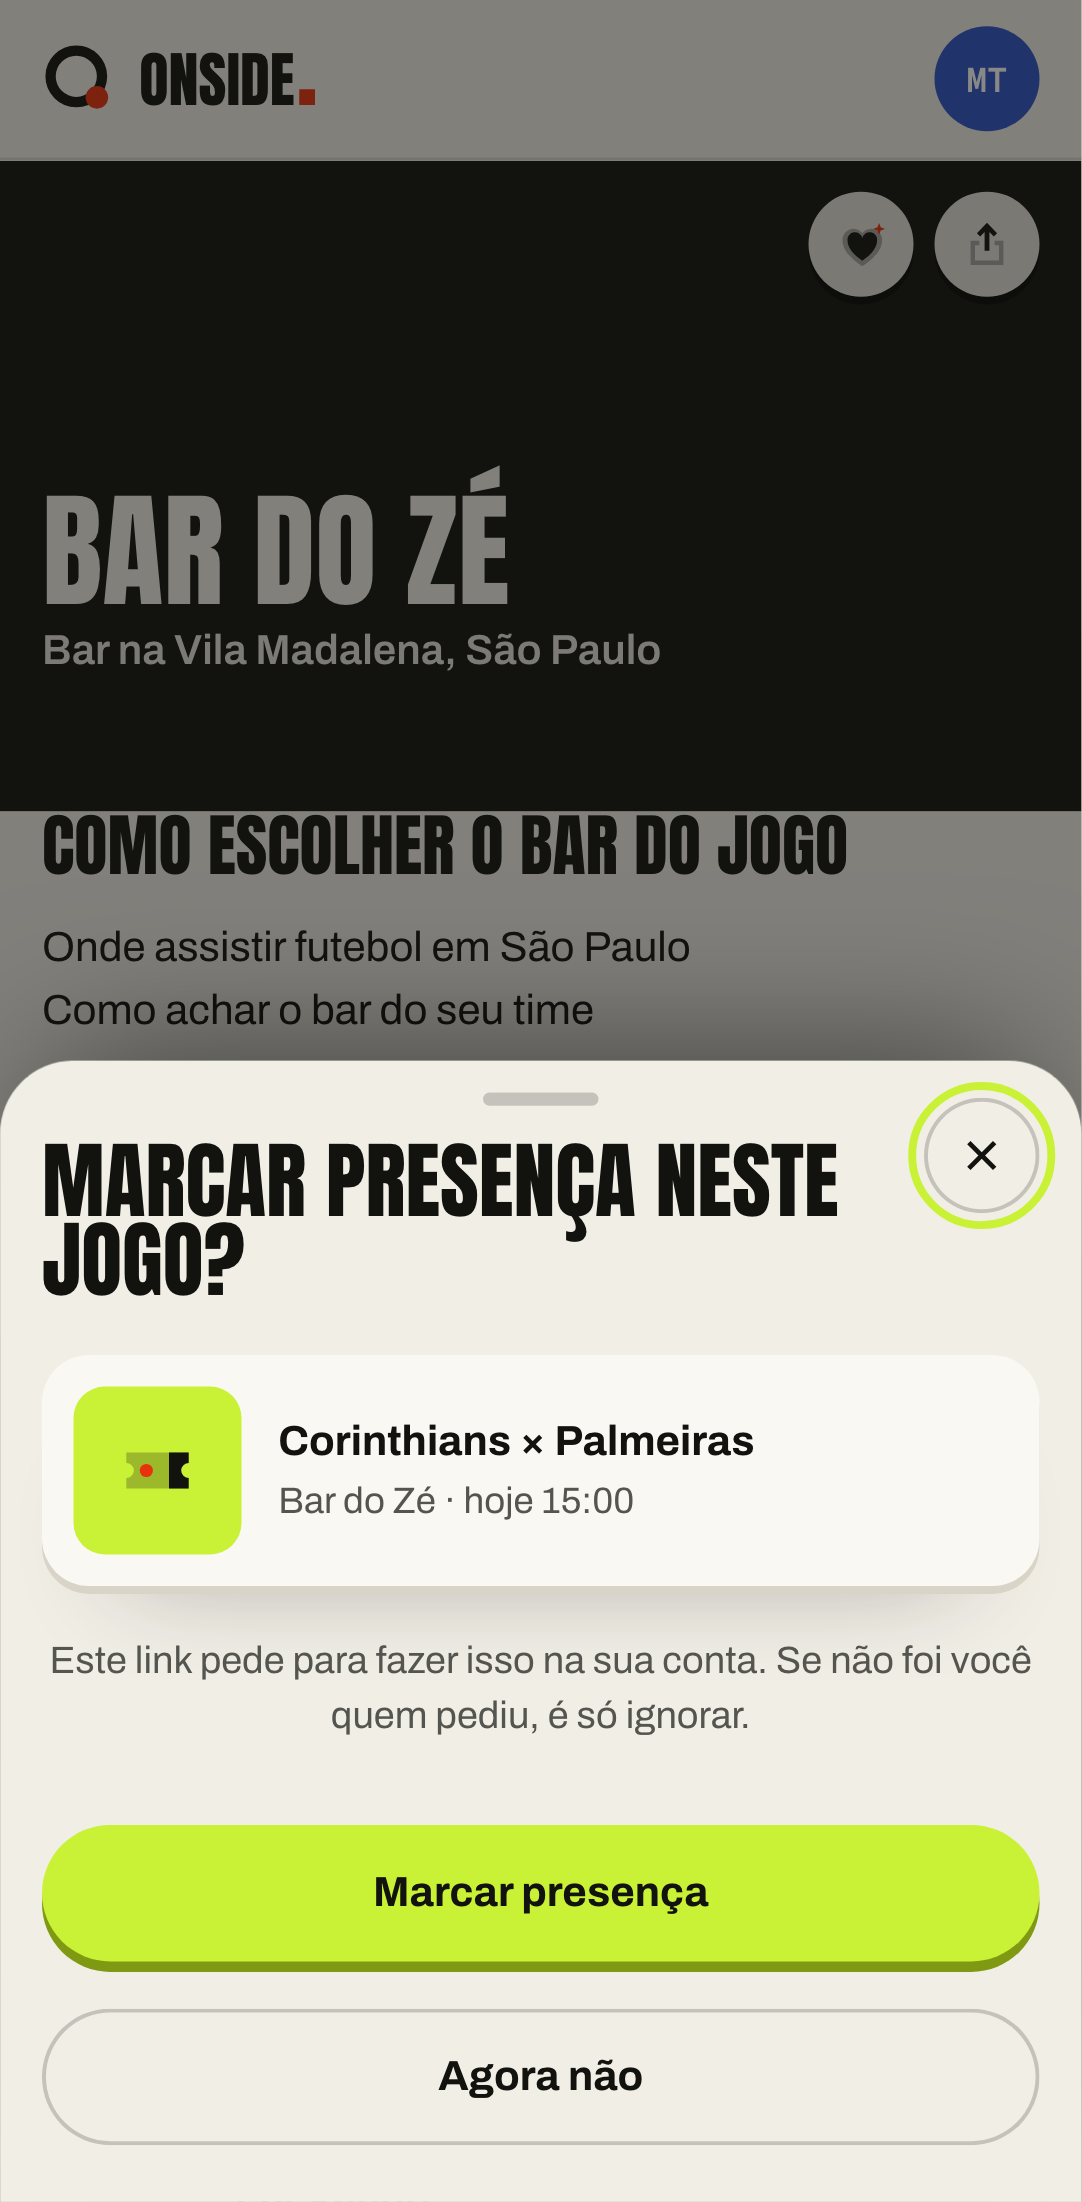 ONSIDE.
MT
BAR DO ZÉ
Bar na Vila Madalena, São Paulo
COMO ESCOLHER O BAR DO JOGO
Onde assistir futebol em São Paulo
Como achar o bar do seu time
MARCAR PRESENÇA NESTE
JOGO?
Corinthians × Palmeiras
Bar do Zé · hoje 15:00
Este link pede para fazer isso na sua conta. Se não foi você
quem pediu, é só ignorar.
Marcar presença
Agora não